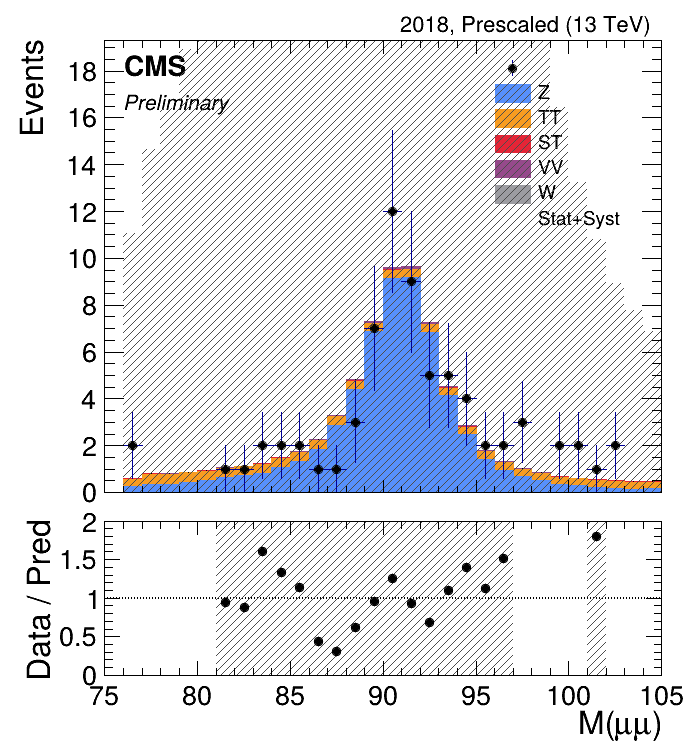 2018, Prescaled (13 TeV)
Events
CMS
Preliminary
Z
TT
ST
VV
W
Stat+Syst
18
16
14
12
10
8
6
4
2
0
Data / Pred
2
1.5
1
0.5
0
75 80 85 90 95 100 105
M(μμ)